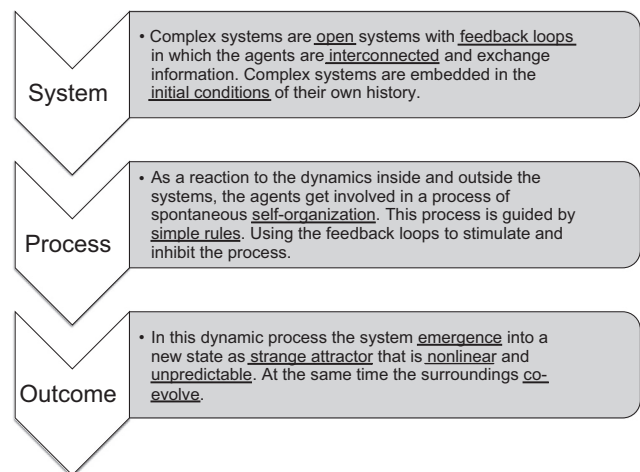 System
• Complex systems are open systems with feedback loops
in which the agents are interconnected and exchange
information. Complex systems are embedded in the
initial conditions of their own history.
Process
• As a reaction to the dynamics inside and outside the
systems, the agents get involved in a process of
spontaneous self-organization. This process is guided by
simple rules. Using the feedback loops to stimulate and
inhibit the process.
Outcome
• In this dynamic process the system emergence into a
new state as strange attractor that is nonlinear and
unpredictable. At the same time the surroundings co-
evolve.